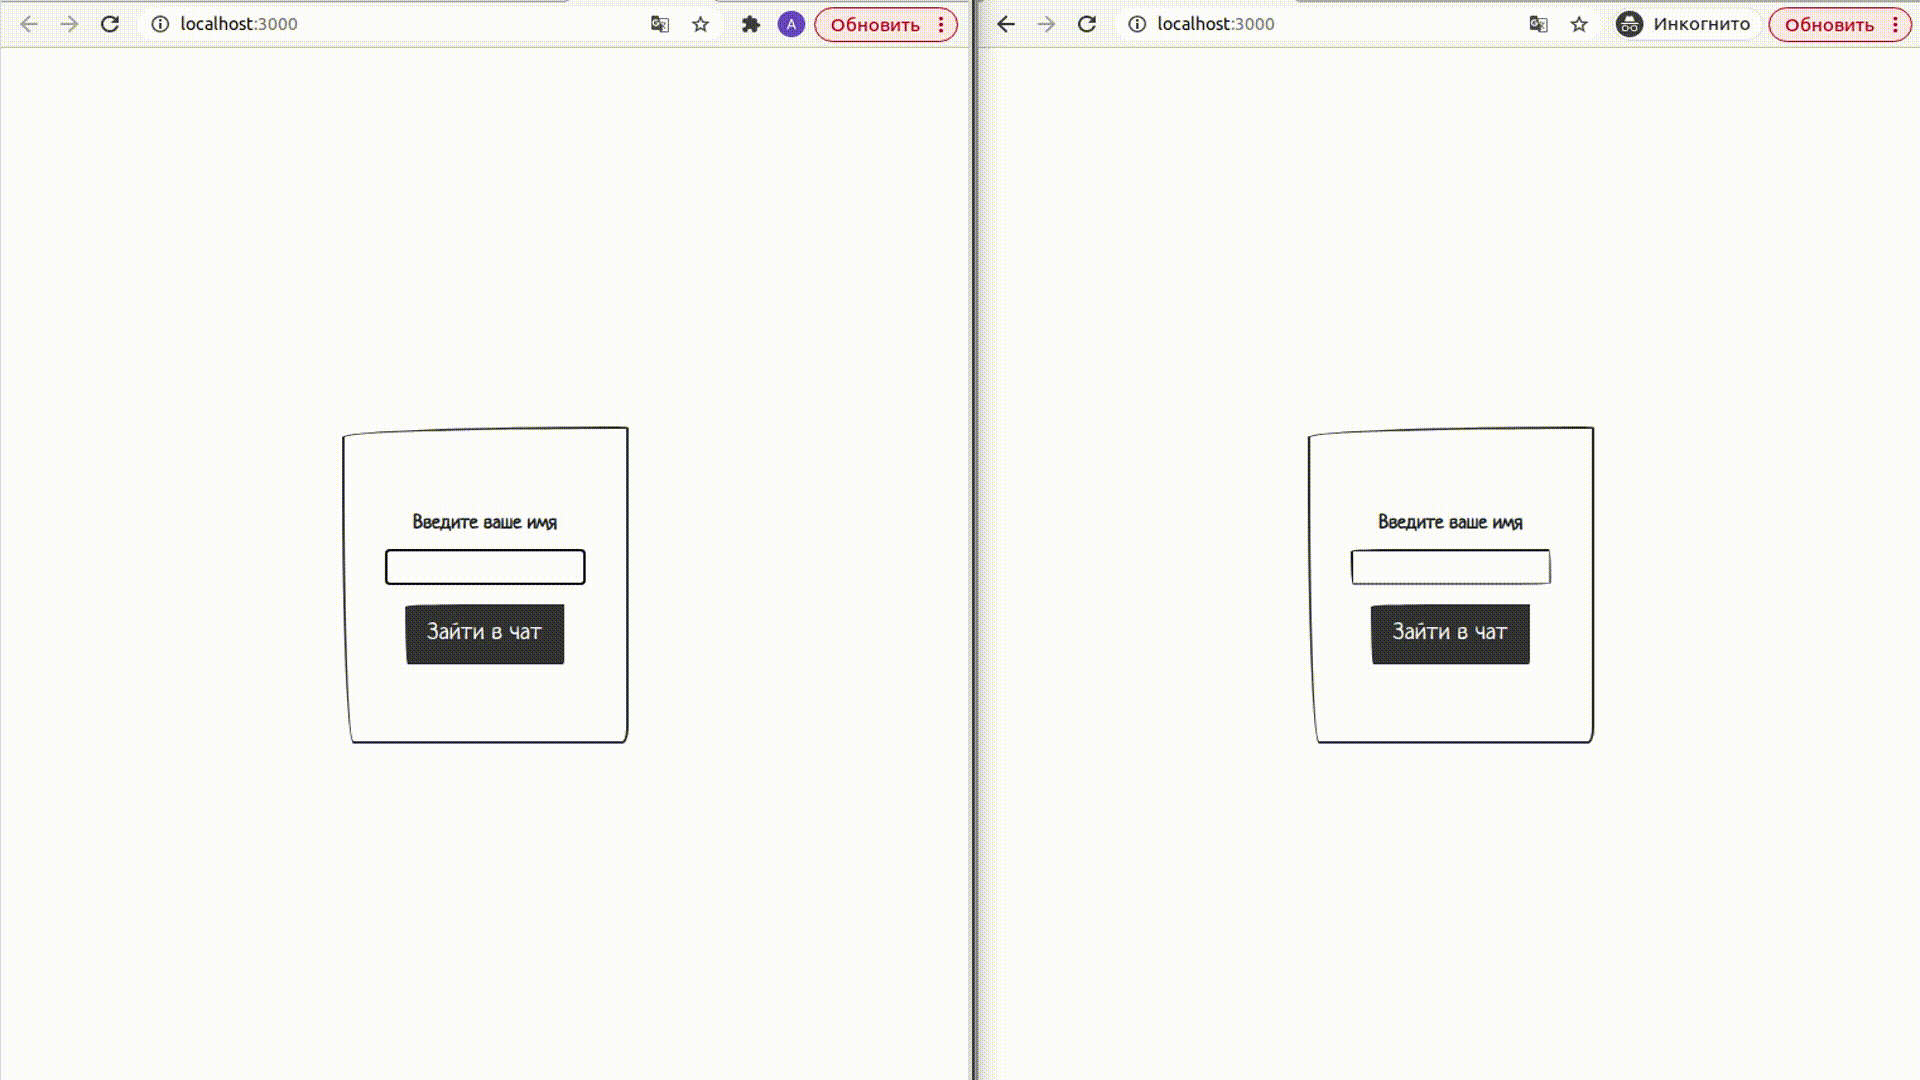 localhost:3000
A
Обновить
Введите ваше имя
Зайти в чат
localhost:3000
Инкогнито
Обновить
Введите ваше имя
Зайти в чат